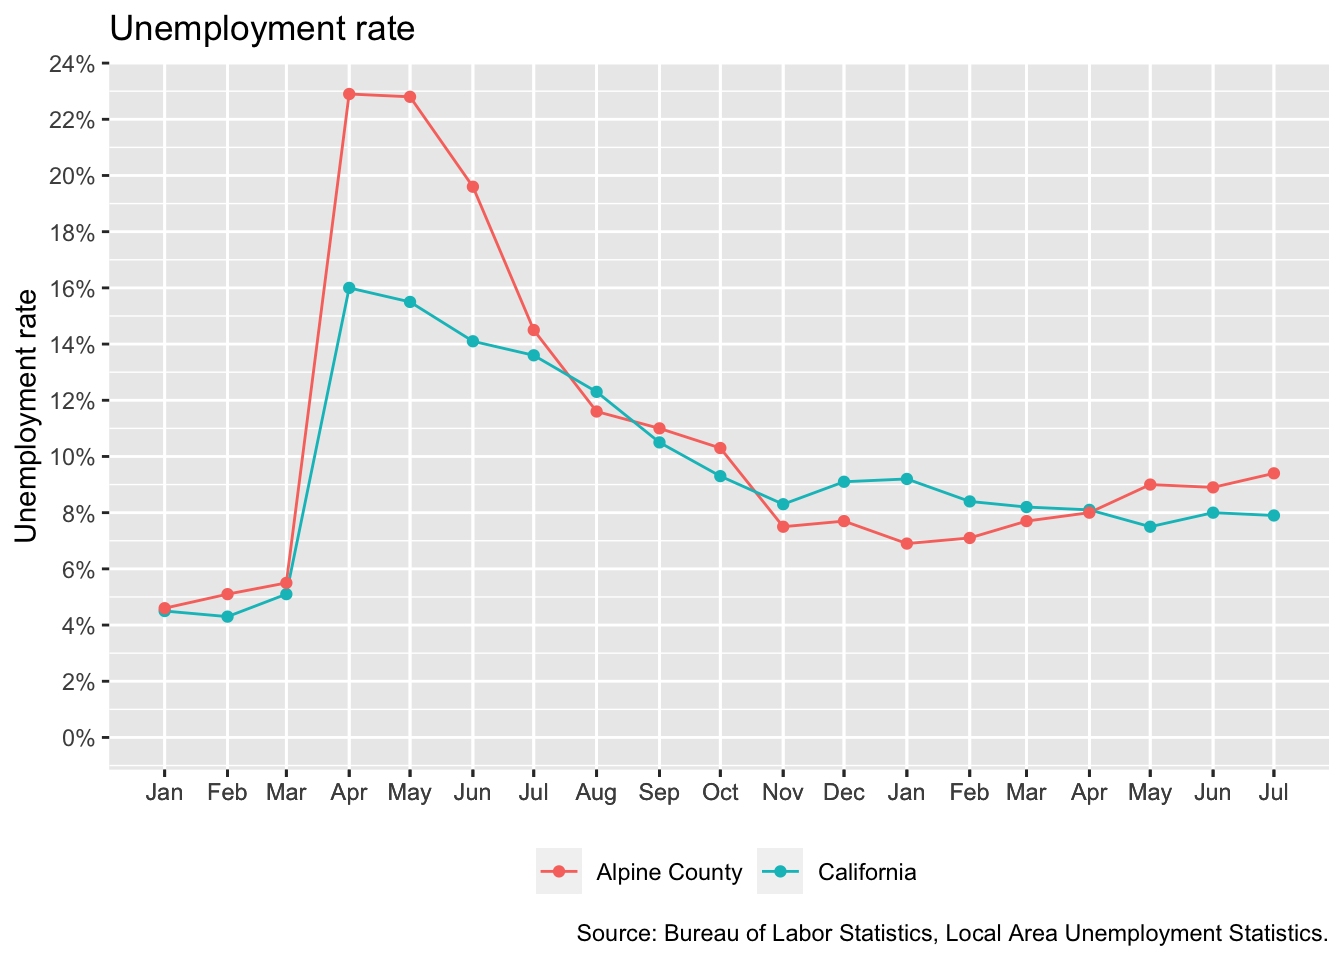 Unemployment rate
Unemployment rate
24%
22%
20%
18%
16%
14%
12%
10%
8%
6%
4%
2%
0%
Jan Feb Mar Apr May Jun Jul Aug Sep Oct Nov Dec Jan Feb Mar Apr May Jun Jul
Alpine County California
Source: Bureau of Labor Statistics, Local Area Unemployment Statistics.